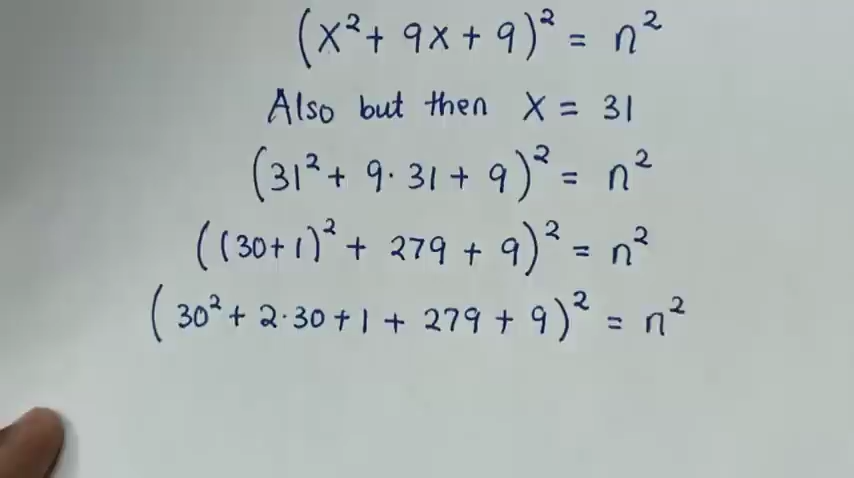 (x² + 9x + 9)² = n²
Also but then x = 31
(31² + 9·31 + 9)² = n²
((30+1)² + 279 + 9)² = n²
(30² + 2·30 + 1 + 279 + 9)² = n²